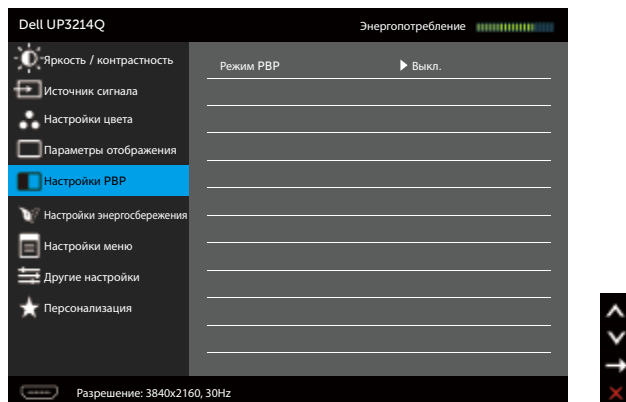 Dell UP3214Q
Энергопотребление
Яркость / контрастность
Режим PBP
Выкл.
Источник сигнала
Настройки цвета
Параметры отображения
Настройки PBP
Настройки энергосбережения
Настройки меню
Другие настройки
Персонализация
Разрешение: 3840x2160, 30Hz